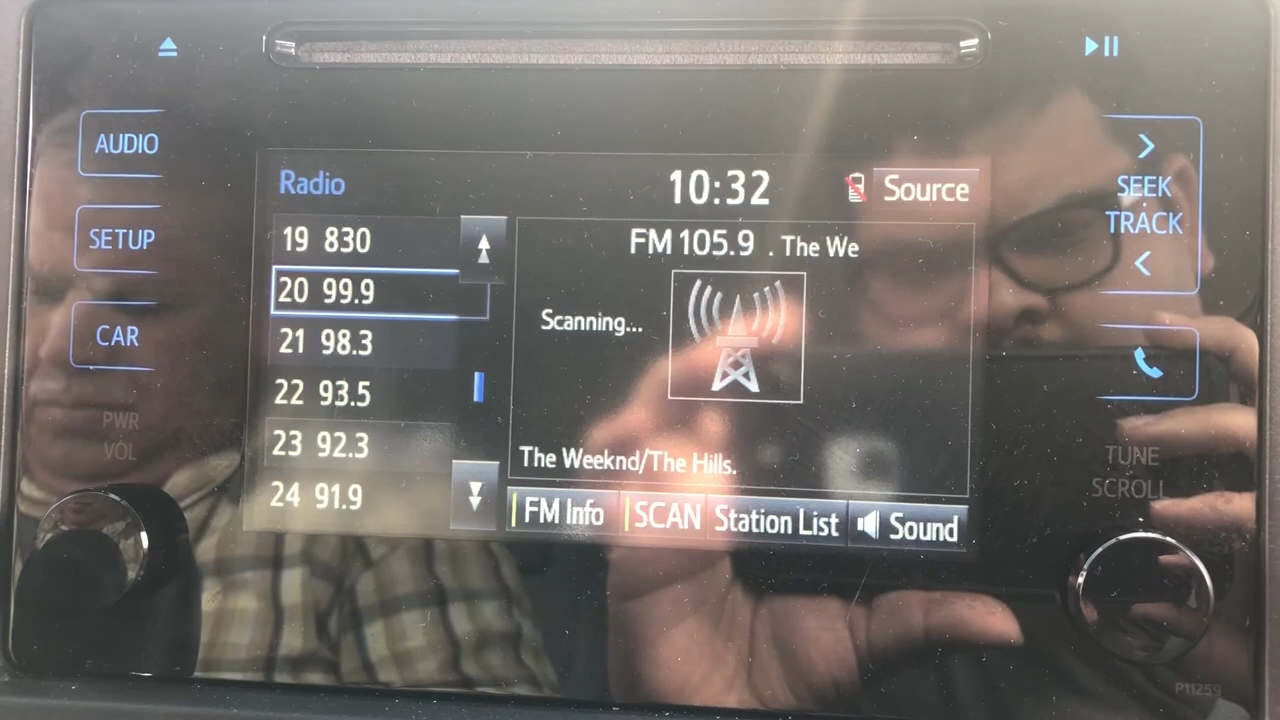 AUDIO
SETUP
CAR
PWR
VOL
Radio
10:32
Source
19 830
20 99.9
21 98.3
22 93.5
23 92.3
24 91.9
FM 105.9 . The We
Scanning...
The Weeknd/The Hills.
FM Info
SCAN
Station List
Sound
SEEK
TRACK
TUNE
SCROLL
P11259